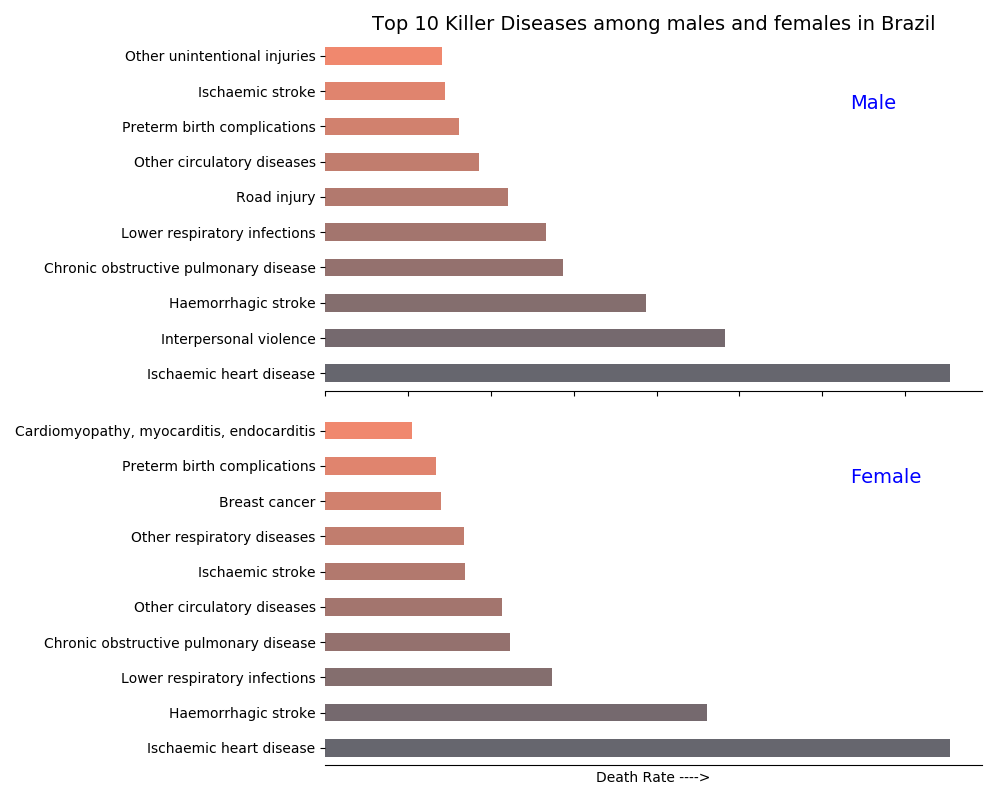 Top 10 Killer Diseases among males and females in Brazil
Other unintentional injuries
Ischaemic stroke
Male
Preterm birth complications
Other circulatory diseases
Road injury
Lower respiratory infections
Chronic obstructive pulmonary disease
Haemorrhagic stroke
Interpersonal violence
Ischaemic heart disease
Cardiomyopathy, myocarditis, endocarditis
Preterm birth complications
Female
Breast cancer
Other respiratory diseases
Ischaemic stroke
Other circulatory diseases
Chronic obstructive pulmonary disease
Lower respiratory infections
Haemorrhagic stroke
Ischaemic heart disease
Death Rate ---->